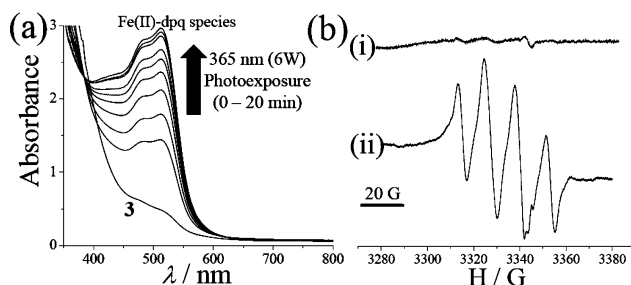 (a)
Fe(II)-dpq species
365 nm (6W)
Photoexposure
(0 – 20 min)
3
Absorbance
3
2
1
0
400 500 600 700 800
λ / nm
(b)
(i)
(ii)
20 G
3280 3300 3320 3340 3360 3380
H / G